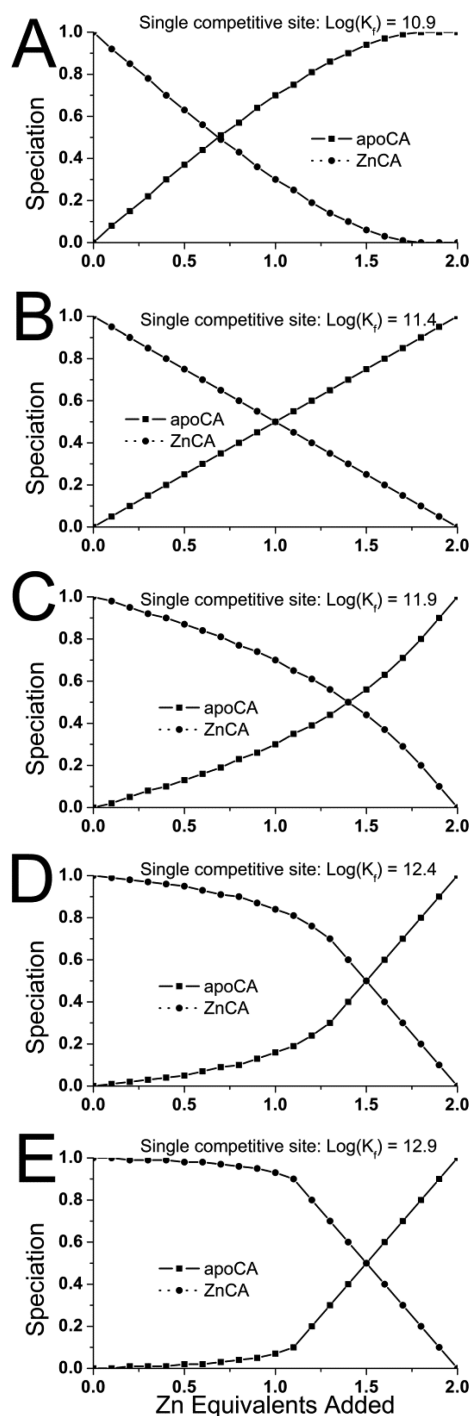 A
Single competitive site: Log(Kf) = 10.9
Speciation
1.0
0.8
0.6
0.4
0.2
0.0
apoCA
ZnCA
0.0 0.5 1.0 1.5 2.0
B
Single competitive site: Log(Kf) = 11.4
Speciation
1.0
0.8
0.6
0.4
0.2
0.0
apoCA
ZnCA
0.0 0.5 1.0 1.5 2.0
C
Single competitive site: Log(Kf) = 11.9
Speciation
1.0
0.8
0.6
0.4
0.2
0.0
apoCA
ZnCA
0.0 0.5 1.0 1.5 2.0
D
Single competitive site: Log(Kf) = 12.4
Speciation
1.0
0.8
0.6
0.4
0.2
0.0
apoCA
ZnCA
0.0 0.5 1.0 1.5 2.0
E
Single competitive site: Log(Kf) = 12.9
Speciation
1.0
0.8
0.6
0.4
0.2
0.0
apoCA
ZnCA
0.0 0.5 1.0 1.5 2.0
Zn Equivalents Added